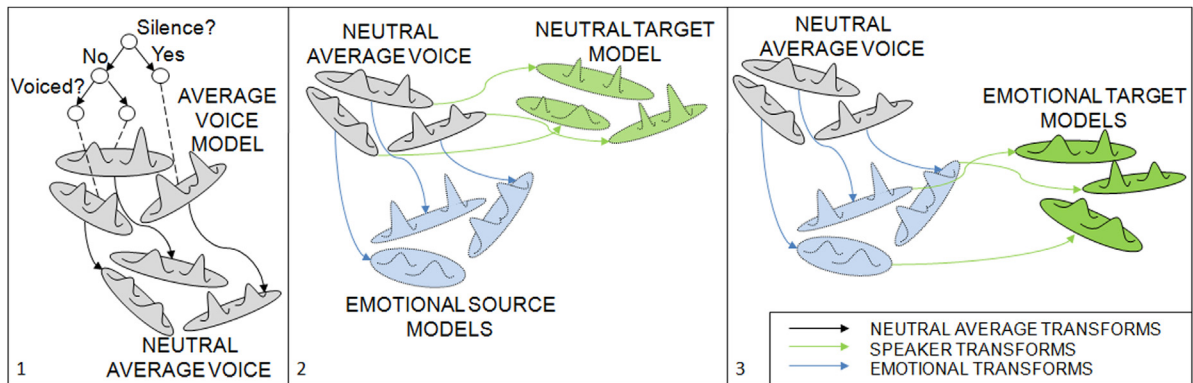 Silence?
No
Yes
Voiced?
AVERAGE
VOICE
MODEL
NEUTRAL
AVERAGE VOICE
1
NEUTRAL
AVERAGE VOICE
NEUTRAL TARGET
MODEL
EMOTIONAL SOURCE
MODELS
2
NEUTRAL
AVERAGE VOICE
EMOTIONAL TARGET
MODELS
3
NEUTRAL AVERAGE TRANSFORMS
SPEAKER TRANSFORMS
EMOTIONAL TRANSFORMS